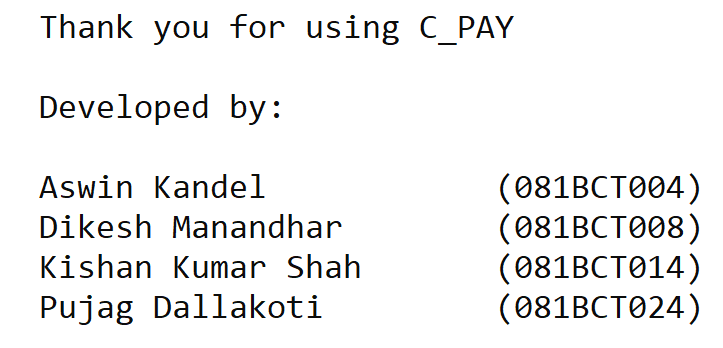 Thank you for using C_PAY
Developed by:
Aswin Kandel (081BCT004)
Dikesh Manandhar (081BCT008)
Kishan Kumar Shah (081BCT014)
Pujag Dallakoti (081BCT024)